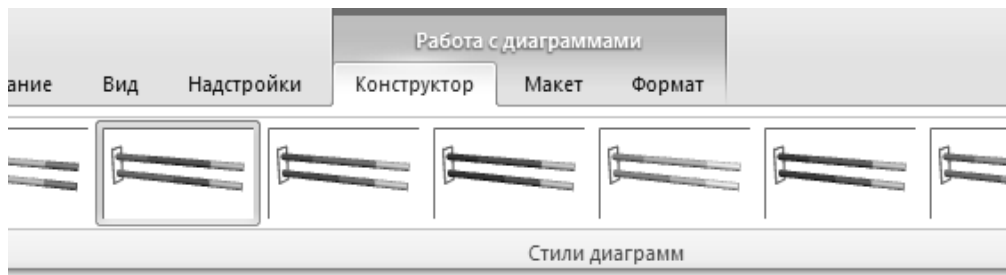 Работа с диаграммами
ание Вид Надстройки Конструктор Макет Формат
Стили диаграмм